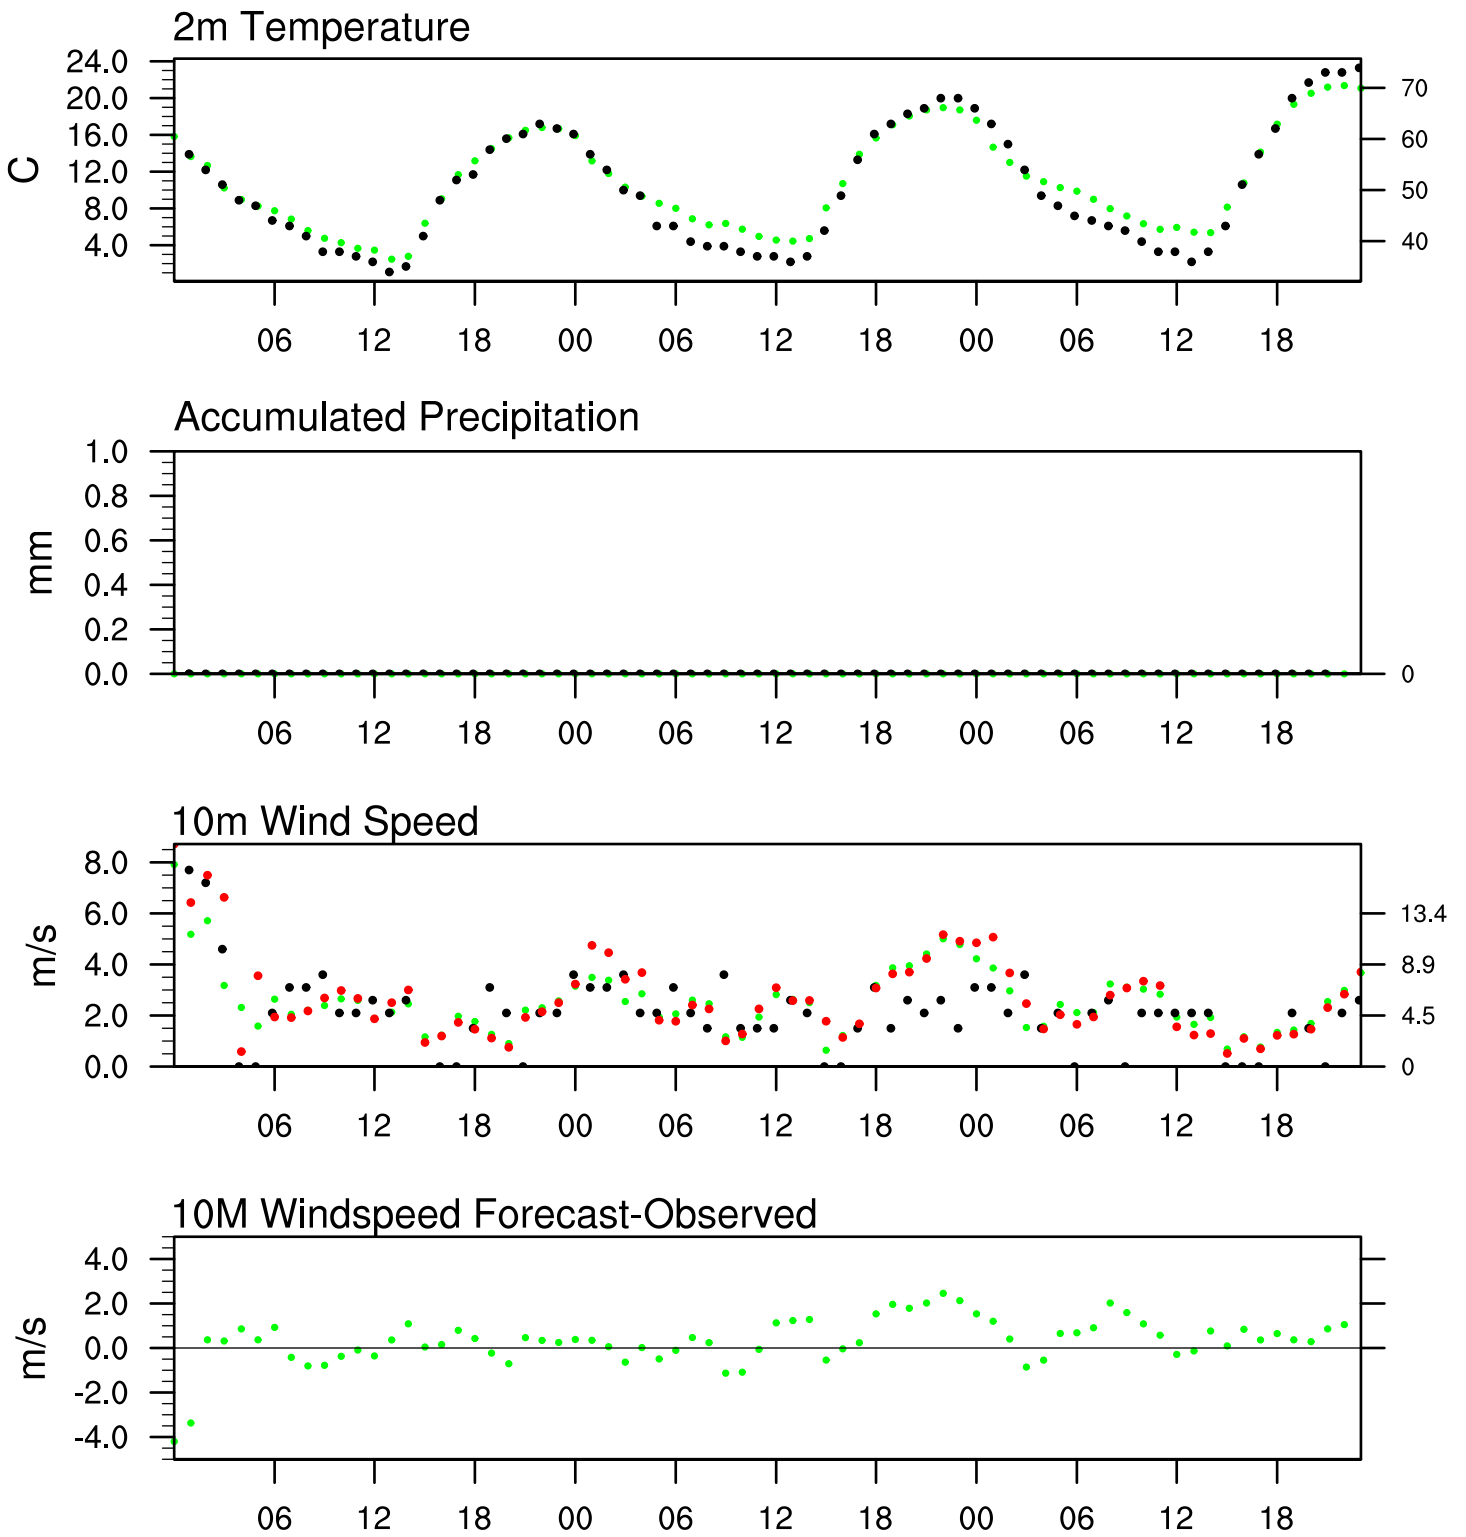 2m Temperature
24.0
20.0
16.0
12.0
8.0
4.0
C
70
60
50
40
06 12 18 00 06 12 18 00 06 12 18
Accumulated Precipitation
1.0
0.8
0.6
0.4
0.2
0.0
mm
0
06 12 18 00 06 12 18 00 06 12 18
10m Wind Speed
8.0
6.0
4.0
2.0
0.0
m/s
13.4
8.9
4.5
0
06 12 18 00 06 12 18 00 06 12 18
10M Windspeed Forecast-Observed
4.0
2.0
0.0
-2.0
-4.0
m/s
06 12 18 00 06 12 18 00 06 12 18